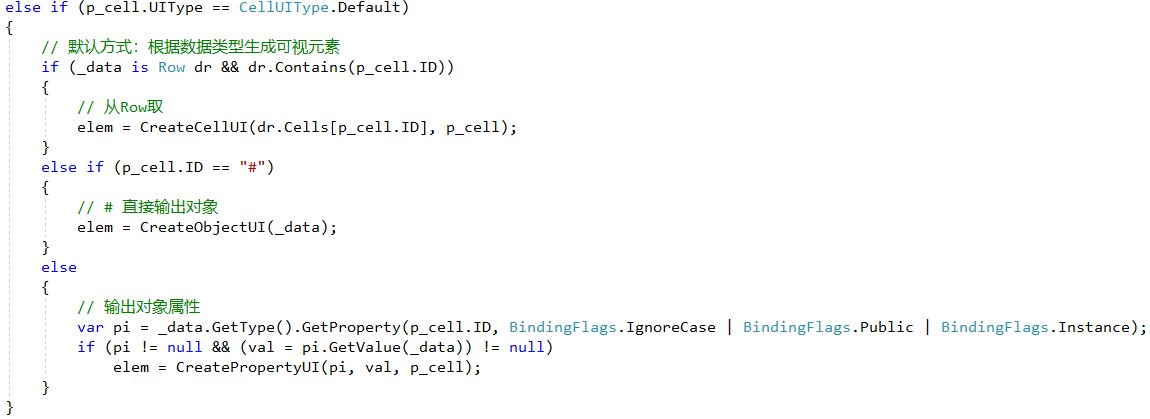 else if (p_cell.UIType == CellUIType.Default)
{
    // 默认方式：根据数据类型生成可视元素
    if (_data is Row dr && dr.Contains(p_cell.ID))
    {
        // 从Row取
        elem = CreateCellUI(dr.Cells[p_cell.ID], p_cell);
    }
    else if (p_cell.ID == "#")
    {
        // # 直接输出对象
        elem = CreateObjectUI(_data);
    }
    else
    {
        // 输出对象属性
        var pi = _data.GetType().GetProperty(p_cell.ID, BindingFlags.IgnoreCase | BindingFlags.Public | BindingFlags.Instance);
        if (pi != null && (val = pi.GetValue(_data)) != null)
            elem = CreatePropertyUI(pi, val, p_cell);
    }
}